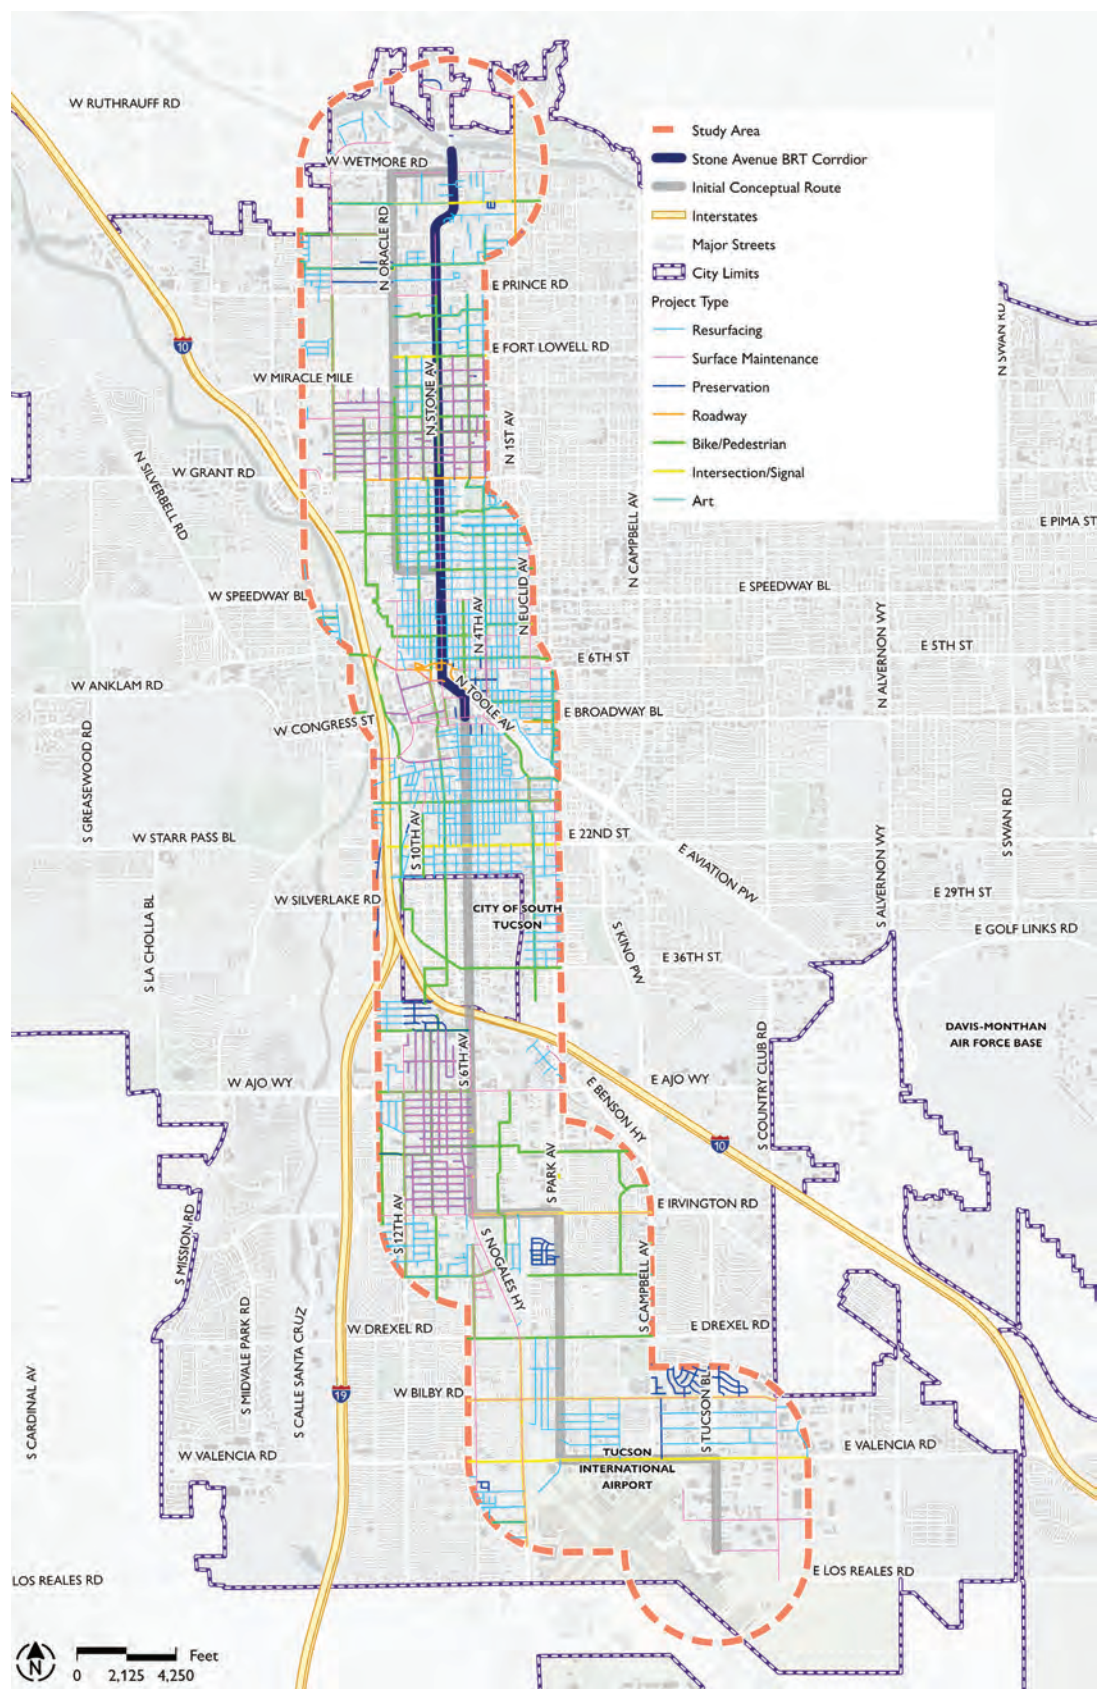 W RUTHRAUFF RD
Study Area
Stone Avenue BRT Corrdior
Initial Conceptual Route
Interstates
Major Streets
City Limits
Project Type
Resurfacing
Surface Maintenance
Preservation
Roadway
Bike/Pedestrian
Intersection/Signal
Art
W WETMORE RD
N ORACLE RD
E PRINCE RD
N SWAN RD
10
E FORT LOWELL RD
W MIRACLE MILE
N STONE AV
N 1ST AV
W GRANT RD
N SILVERBELL RD
N CAMPBELL AV
E PIMA ST
N EUCLID AV
E SPEEDWAY BL
W SPEEDWAY BL
N 4TH AV
N ALVERNON WY
E 5TH ST
E 6TH ST
W ANKLAM RD
N TOOLE AV
E BROADWAY BL
W CONGRESS ST
S GREASEWOOD RD
S SWAN RD
W STARR PASS BL
S 10TH AV
E 22ND ST
E AVIATION PW
S ALVERNON WY
E 29TH ST
W SILVERLAKE RD
CITY OF SOUTH
TUCSON
S LA CHOLLA BL
S KINO PW
E GOLF LINKS RD
E 36TH ST
DAVIS-MONTHAN
AIR FORCE BASE
S COUNTRY CLUB RD
S 6TH AV
W AJO WY
E AJO WY
E BENSON HY
10
S PARK AV
E IRVINGTON RD
S MISSION RD
S 12TH AV
S NOGALES HY
S CAMPBELL AV
S MIDVALE PARK RD
S CALLE SANTA CRUZ
W DREXEL RD
E DREXEL RD
S CARDINAL AV
19
W BILBY RD
S TUCSON BL
W VALENCIA RD
E VALENCIA RD
TUCSON
INTERNATIONAL
AIRPORT
LOS REALES RD
E LOS REALES RD
N
Feet
0 2,125 4,250